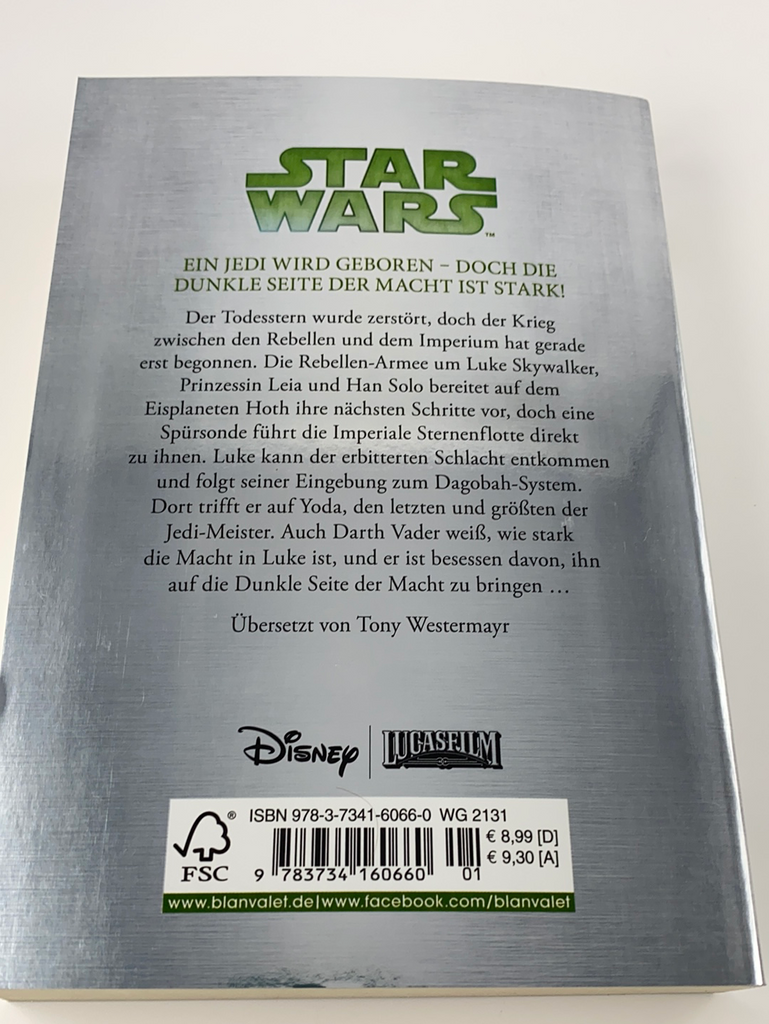 STAR
WARS™
EIN JEDI WIRD GEBOREN – DOCH DIE
DUNKLE SEITE DER MACHT IST STARK!
Der Todesstern wurde zerstört, doch der Krieg
zwischen den Rebellen und dem Imperium hat gerade
erst begonnen. Die Rebellen-Armee um Luke Skywalker,
Prinzessin Leia und Han Solo bereitet auf dem
Eisplaneten Hoth ihre nächsten Schritte vor, doch eine
Spürsonde führt die Imperiale Sternenflotte direkt
zu ihnen. Luke kann der erbitterten Schlacht entkommen
und folgt seiner Eingebung zum Dagobah-System.
Dort trifft er auf Yoda, den letzten und größten der
Jedi-Meister. Auch Darth Vader weiß, wie stark
die Macht in Luke ist, und er ist besessen davon, ihn
auf die Dunkle Seite der Macht zu bringen …
Übersetzt von Tony Westermayr
Disney | LUCASFILM
® ISBN 978-3-7341-6066-0 WG 2131
€ 8,99 [D]
€ 9,30 [A]
FSC 9 783734 160660 01
www.blanvalet.de|www.facebook.com/blanvalet